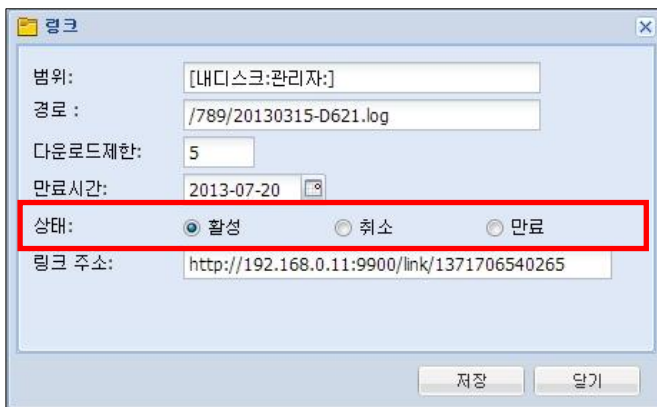 링크
범위: [내디스크:관리자:]
경로 : /789/20130315-D621.log
다운로드제한: 5
만료시간: 2013-07-20
상태: 활성 취소 만료
링크 주소: http://192.168.0.11:9900/link/1371706540265
저장 닫기